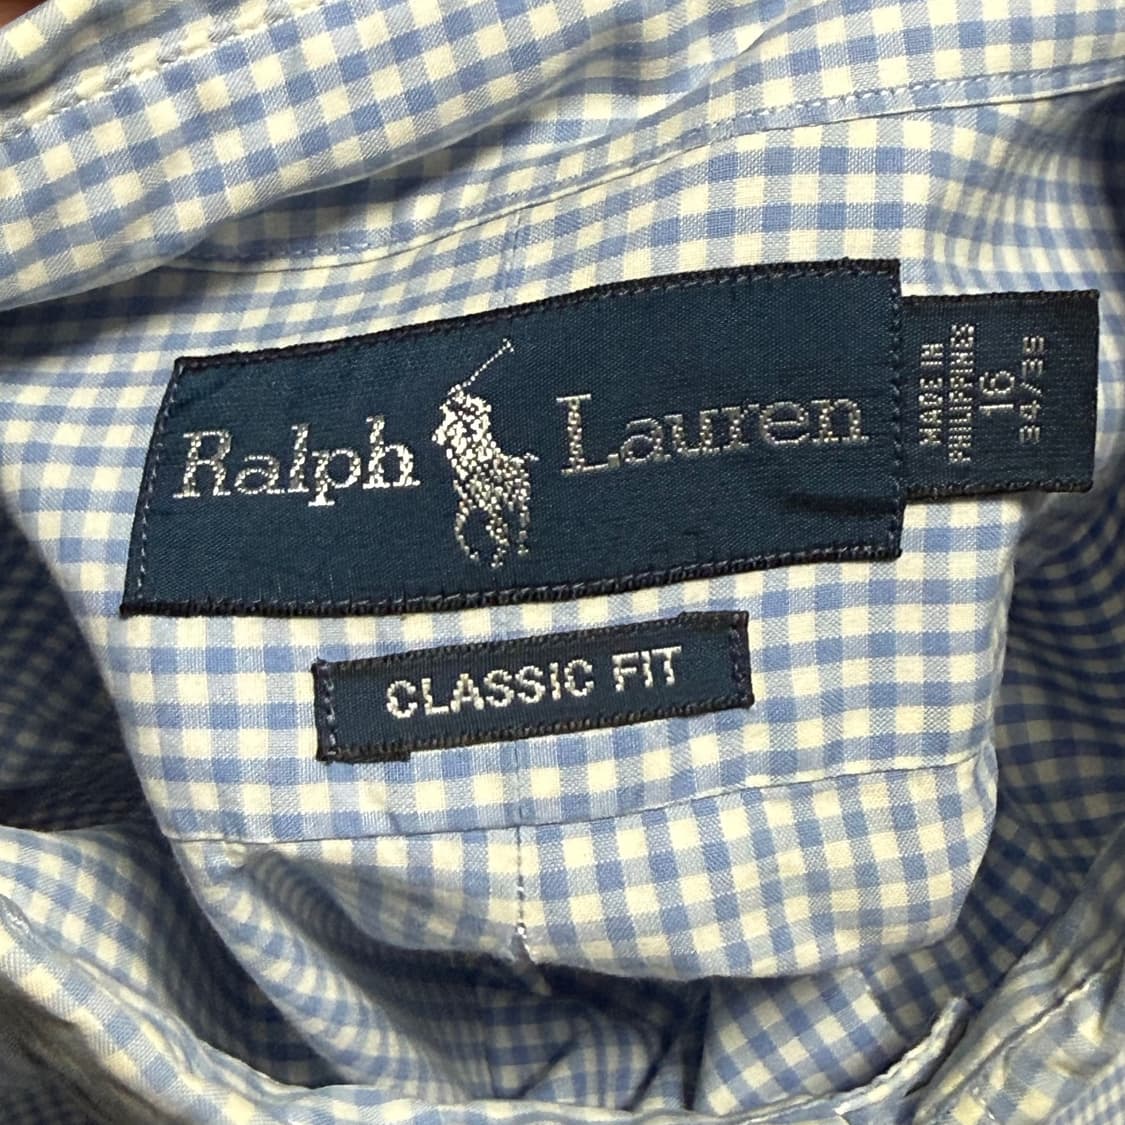 Ralph Lauren
MADE IN
PHILIPPINES
16
34/35
CLASSIC FIT